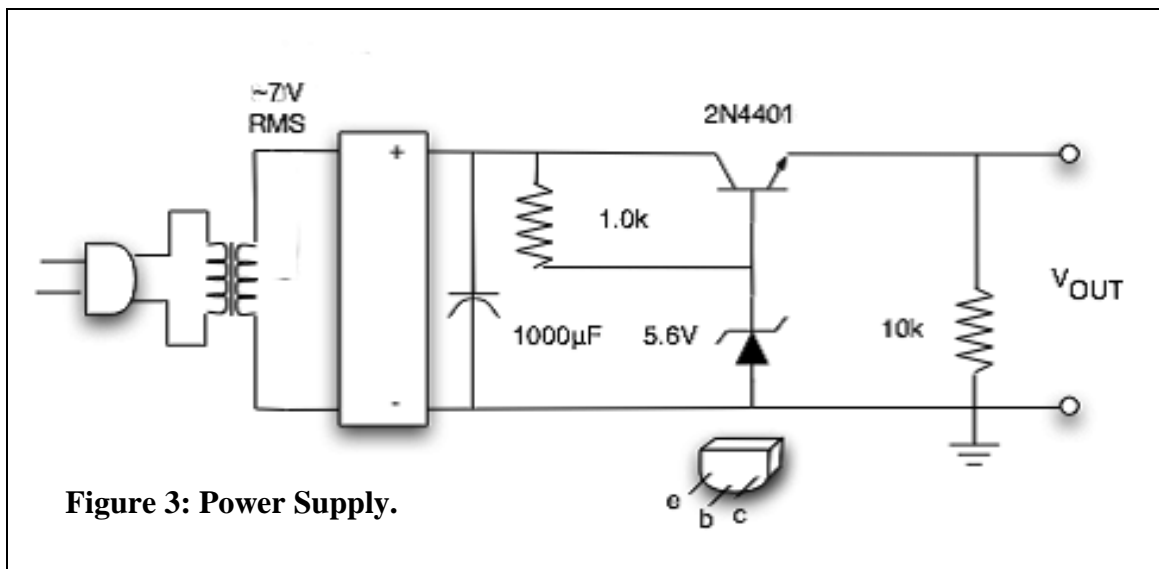 ~7V
RMS
2N4401
+
1.0k
VOUT
1000µF
5.6V
10k
-
e
b
c
Figure 3: Power Supply.